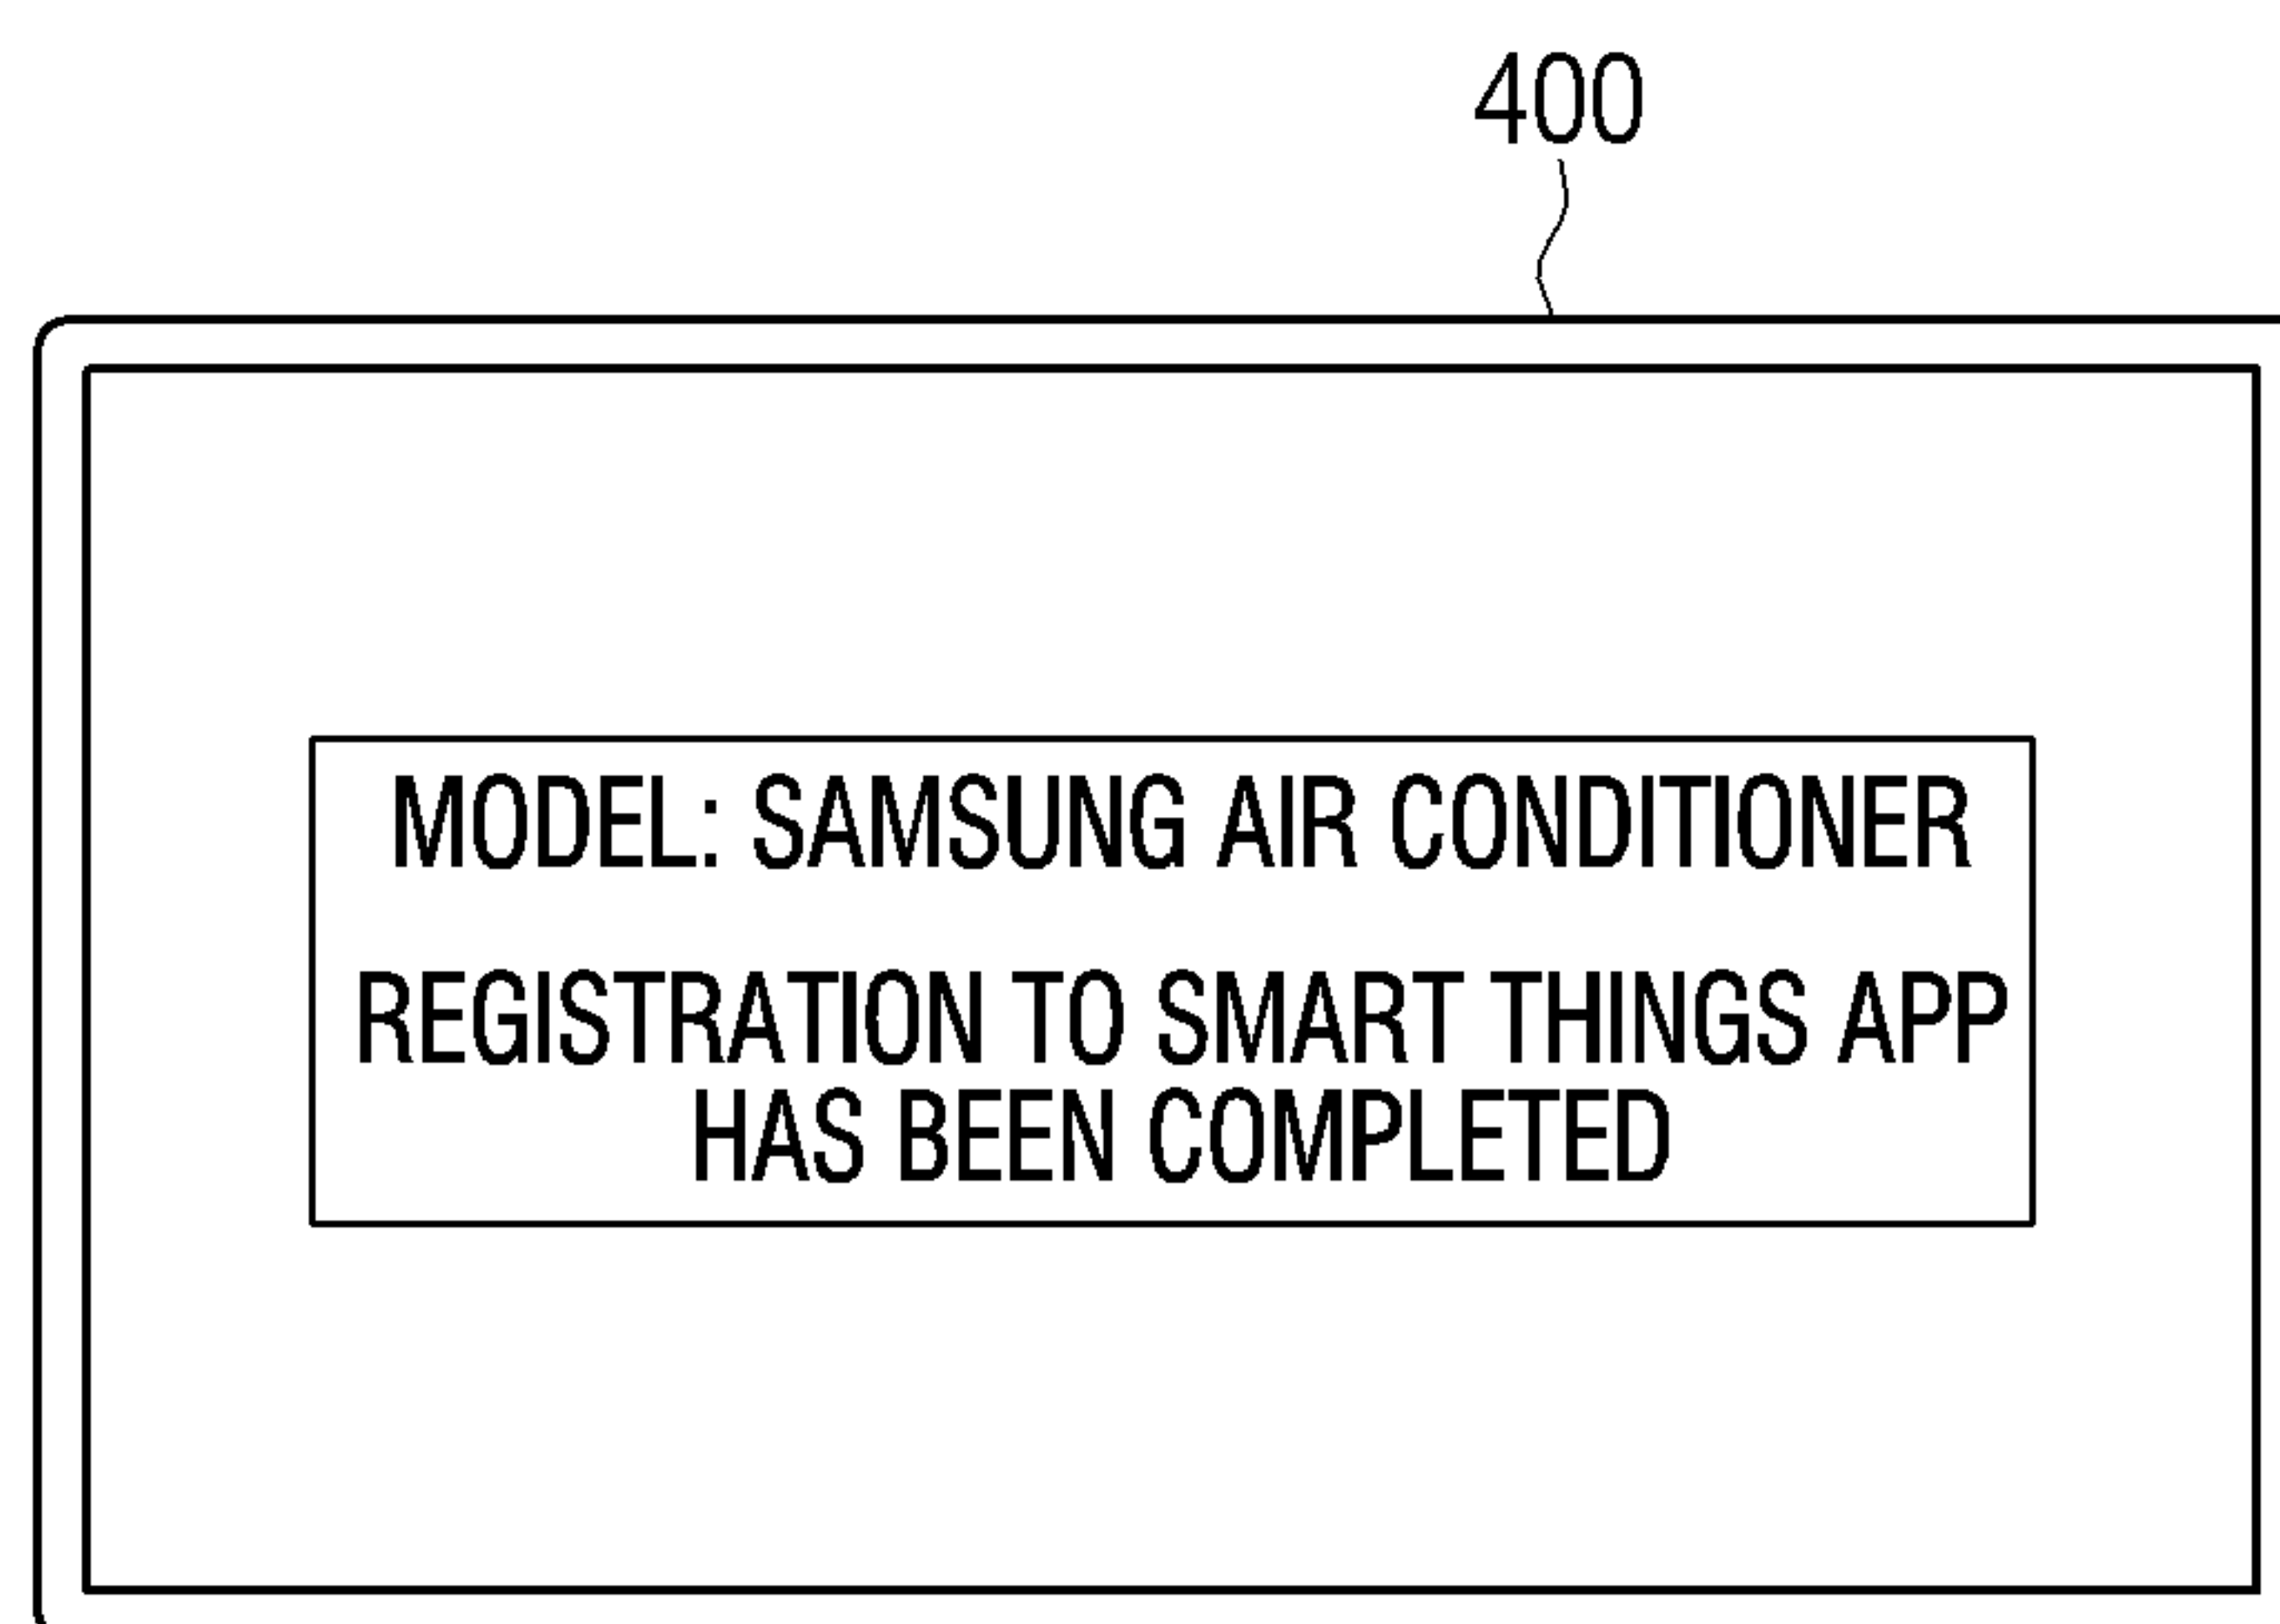 400
MODEL: SAMSUNG AIR CONDITIONER
REGISTRATION TO SMART THINGS APP
HAS BEEN COMPLETED